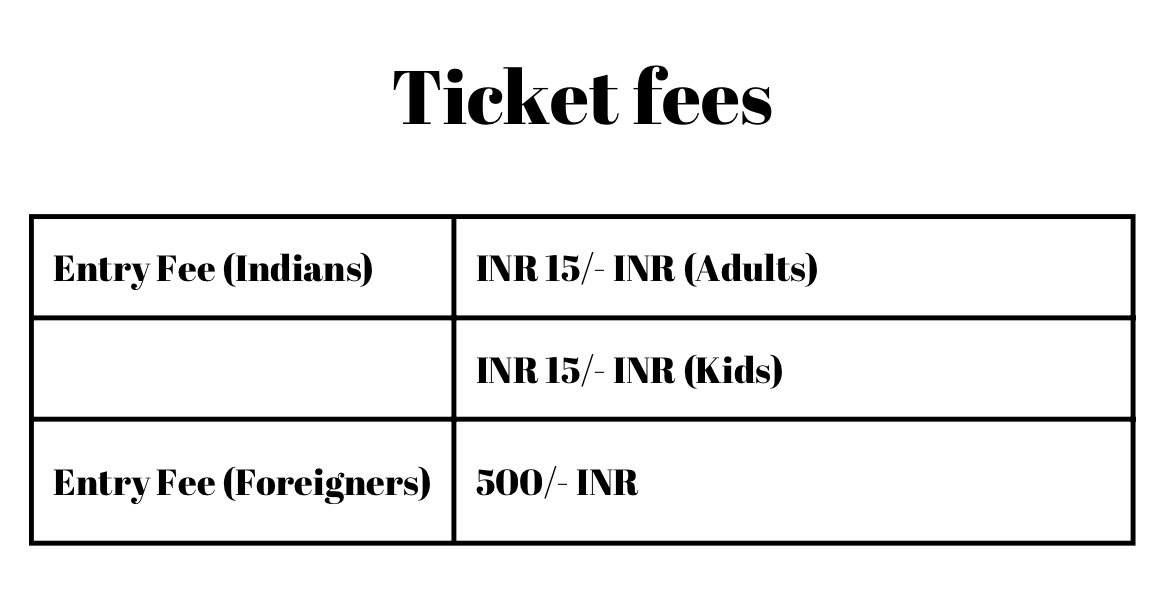 Ticket fees
Entry Fee (Indians)
INR 15/- INR (Adults)
INR 15/- INR (Kids)
Entry Fee (Foreigners)
500/- INR